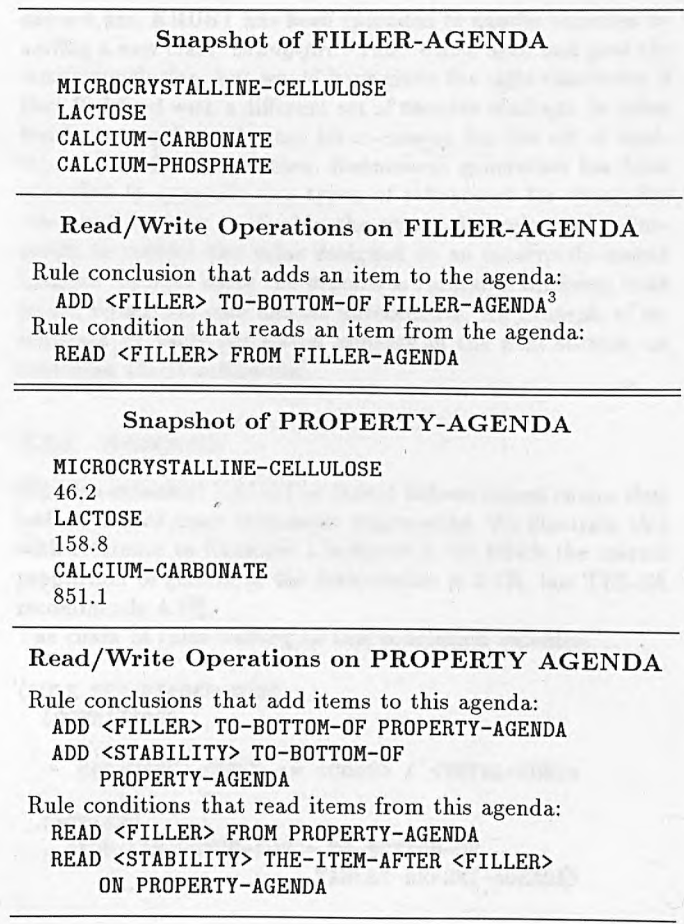 Snapshot of FILLER-AGENDA
MICROCRYSTALLINE-CELLULOSE
LACTOSE
CALCIUM-CARBONATE
CALCIUM-PHOSPHATE
Read/Write Operations on FILLER-AGENDA
Rule conclusion that adds an item to the agenda:
ADD <FILLER> TO-BOTTOM-OF FILLER-AGENDA³
Rule condition that reads an item from the agenda:
READ <FILLER> FROM FILLER-AGENDA
Snapshot of PROPERTY-AGENDA
MICROCRYSTALLINE-CELLULOSE
46.2
LACTOSE
158.8
CALCIUM-CARBONATE
851.1
Read/Write Operations on PROPERTY AGENDA
Rule conclusions that add items to this agenda:
ADD <FILLER> TO-BOTTOM-OF PROPERTY-AGENDA
ADD <STABILITY> TO-BOTTOM-OF
PROPERTY-AGENDA
Rule conditions that read items from this agenda:
READ <FILLER> FROM PROPERTY-AGENDA
READ <STABILITY> THE-ITEM-AFTER <FILLER>
ON PROPERTY-AGENDA